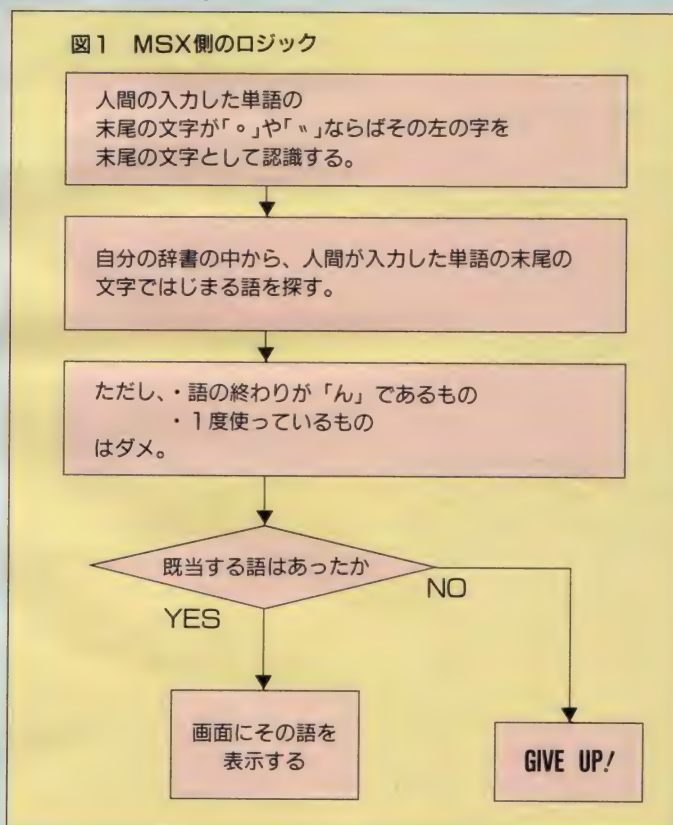 図1 MSX側のロジック
人間の入力した単語の
末尾の文字が「゜」や「゛」ならばその左の字を
末尾の文字として認識する。
自分の辞書の中から、人間が入力した単語の末尾の
文字ではじまる語を探す。
ただし、・語の終わりが「ん」であるもの
・1度使っているもの
はダメ。
既当する語はあったか
NO
YES
画面にその語を
表示する
GIVE UP!